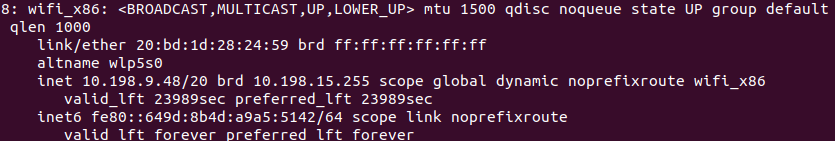 8: wifi_x86: <BROADCAST,MULTICAST,UP,LOWER_UP> mtu 1500 qdisc noqueue state UP group default
qlen 1000
link/ether 20:bd:1d:28:24:59 brd ff:ff:ff:ff:ff:ff
altname wlp5s0
inet 10.198.9.48/20 brd 10.198.15.255 scope global dynamic noprefixroute wifi_x86
valid_lft 23989sec preferred_lft 23989sec
inet6 fe80::649d:8b4d:a9a5:5142/64 scope link noprefixroute
valid_lft forever preferred_lft forever